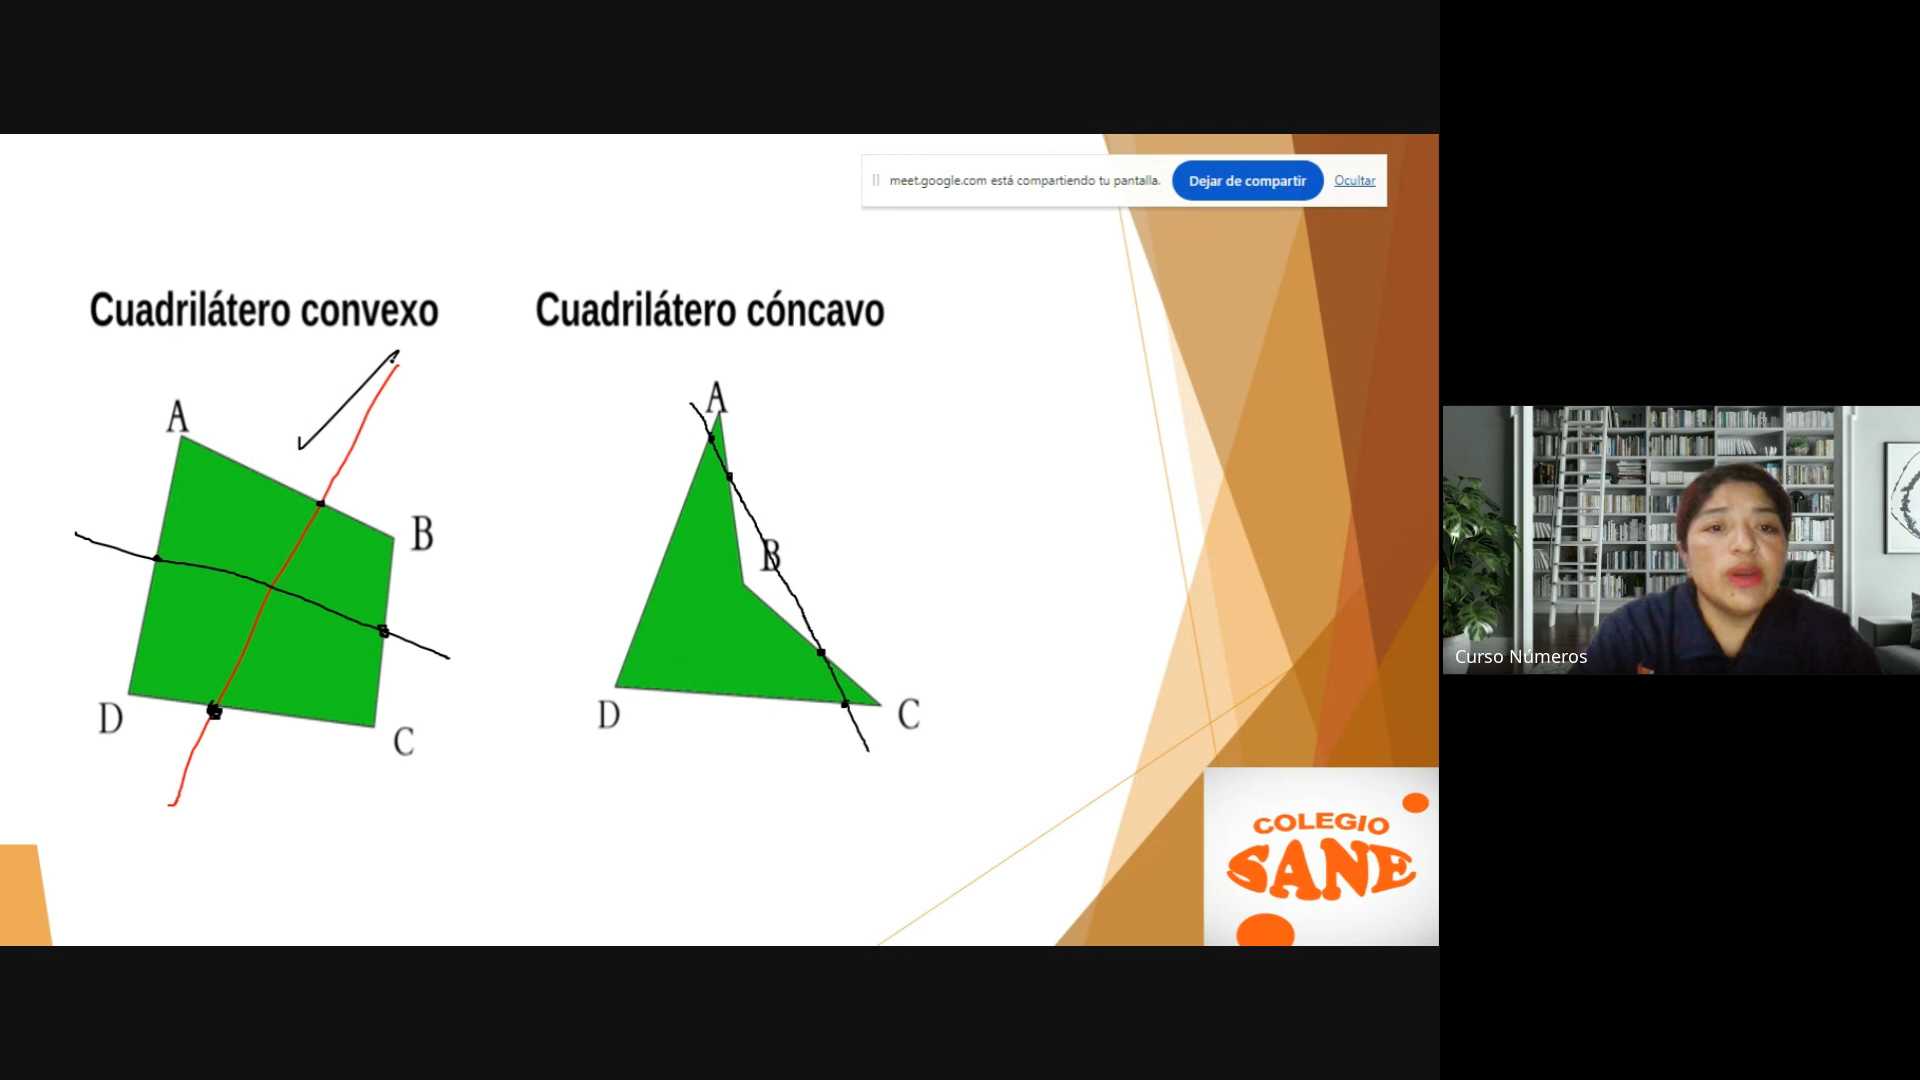 meet.google.com está compartiendo tu pantalla.
Dejar de compartir
Ocultar
Cuadrilátero convexo
Cuadrilátero cóncavo
A
B
C
D
A
B
C
D
COLEGIO
SANE
Curso Números